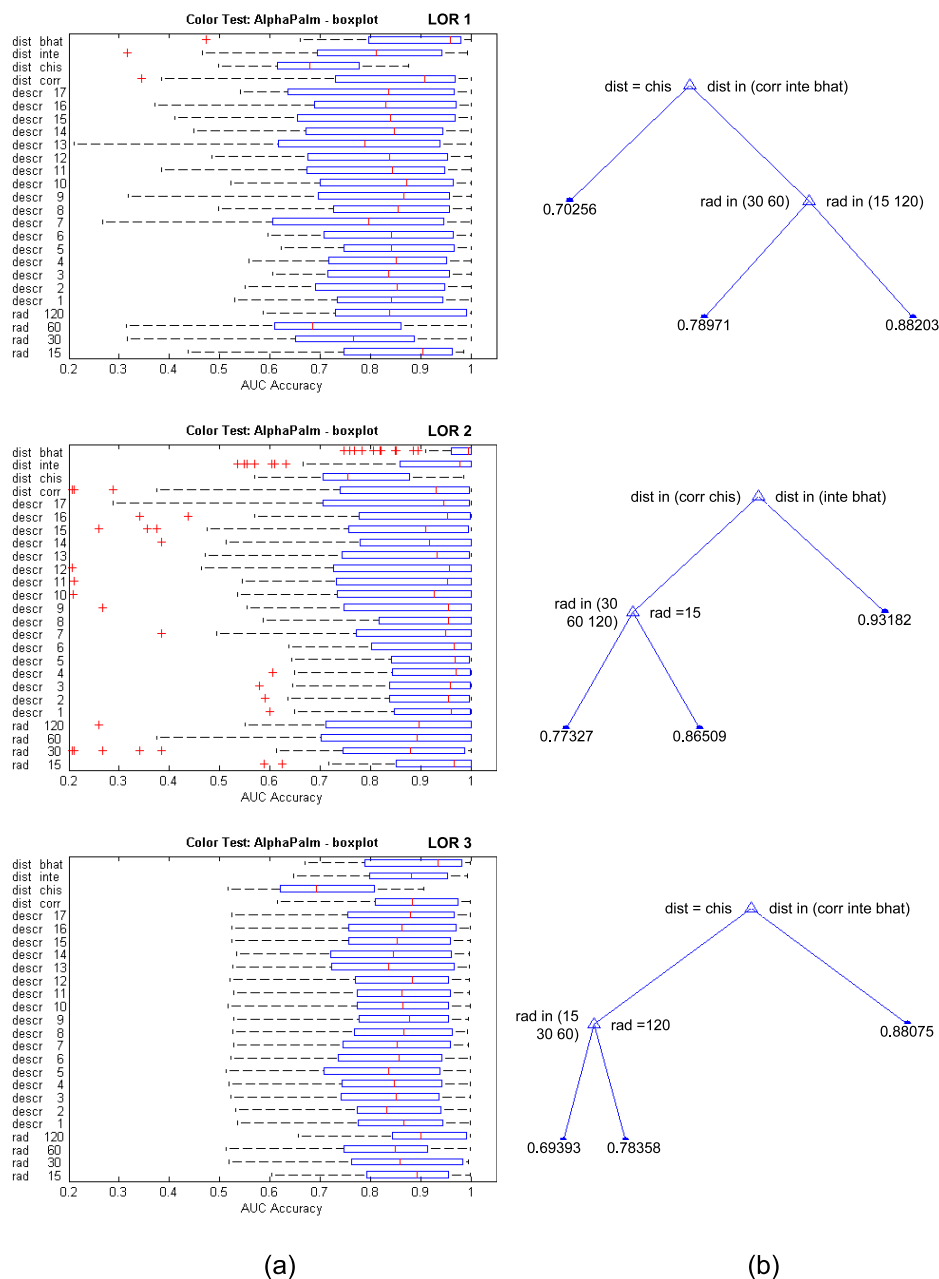 Color Test: AlphaPalm - boxplot LOR 1
dist bhat
dist inte
dist chis
dist corr
descr 17
descr 16
descr 15
descr 14
descr 13
descr 12
descr 11
descr 10
descr 9
descr 8
descr 7
descr 6
descr 5
descr 4
descr 3
descr 2
descr 1
rad 120
rad 60
rad 30
rad 15
0.2 0.3 0.4 0.5 0.6 0.7 0.8 0.9 1
AUC Accuracy
dist = chis dist in (corr inte bhat)
0.70256
rad in (30 60) rad in (15 120)
0.78971 0.88203
Color Test: AlphaPalm - boxplot LOR 2
dist bhat
dist inte
dist chis
dist corr
descr 17
descr 16
descr 15
descr 14
descr 13
descr 12
descr 11
descr 10
descr 9
descr 8
descr 7
descr 6
descr 5
descr 4
descr 3
descr 2
descr 1
rad 120
rad 60
rad 30
rad 15
0.2 0.3 0.4 0.5 0.6 0.7 0.8 0.9 1
AUC Accuracy
dist in (corr chis) dist in (inte bhat)
rad in (30
60 120) rad =15
0.93182
0.77327 0.86509
Color Test: AlphaPalm - boxplot LOR 3
dist bhat
dist inte
dist chis
dist corr
descr 17
descr 16
descr 15
descr 14
descr 13
descr 12
descr 11
descr 10
descr 9
descr 8
descr 7
descr 6
descr 5
descr 4
descr 3
descr 2
descr 1
rad 120
rad 60
rad 30
rad 15
0.2 0.3 0.4 0.5 0.6 0.7 0.8 0.9 1
AUC Accuracy
dist = chis dist in (corr inte bhat)
rad in (15
30 60) rad =120
0.88075
0.69393 0.78358
(a) (b)